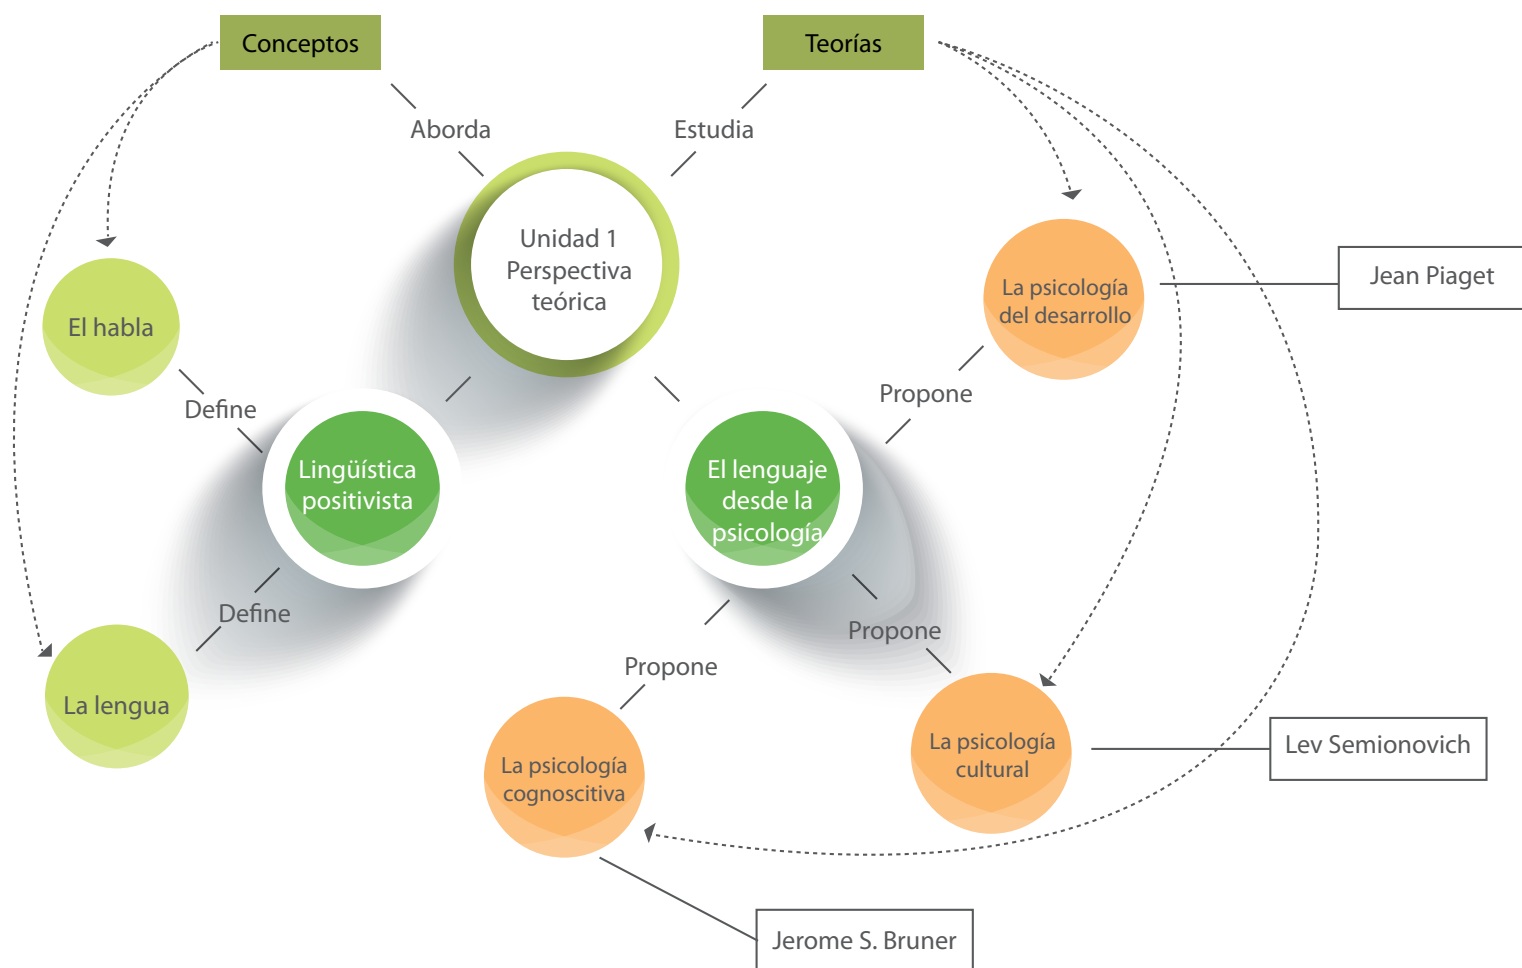 Conceptos
Teorías
Aborda
Estudia
Unidad 1
Perspectiva
teórica
El habla
La psicología
del desarrollo
Jean Piaget
Define
Propone
Lingüística
positivista
El lenguaje
desde la
psicología
Define
Propone
Propone
La lengua
La psicología
cognoscitiva
La psicología
cultural
Lev Semionovich
Jerome S. Bruner